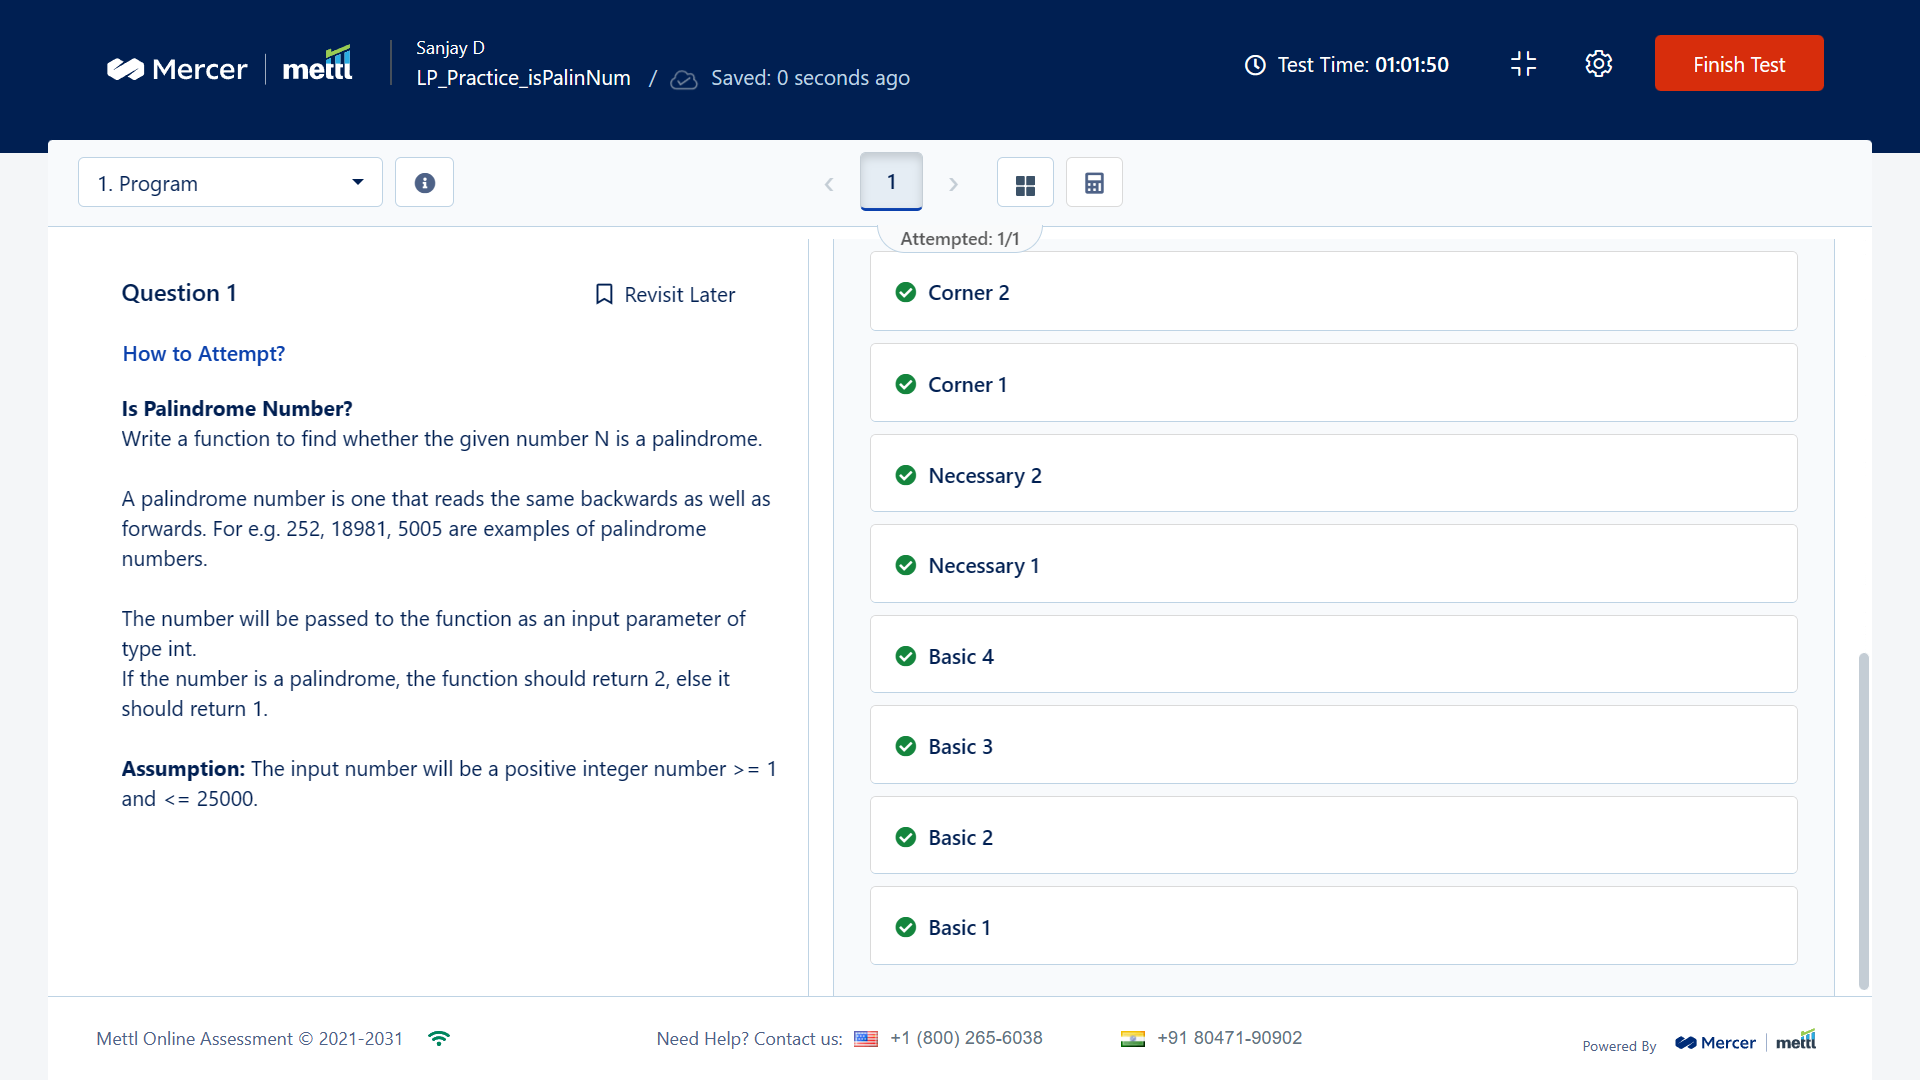 Mercer mettl
Sanjay D
LP_Practice_isPalinNum / Saved: 0 seconds ago
Test Time: 01:01:50
Finish Test
1. Program
1
Attempted: 1/1
Question 1
Revisit Later
How to Attempt?
Is Palindrome Number?
Write a function to find whether the given number N is a palindrome.
A palindrome number is one that reads the same backwards as well as
forwards. For e.g. 252, 18981, 5005 are examples of palindrome
numbers.
The number will be passed to the function as an input parameter of
type int.
If the number is a palindrome, the function should return 2, else it
should return 1.
Assumption: The input number will be a positive integer number >= 1
and <= 25000.
Corner 2
Corner 1
Necessary 2
Necessary 1
Basic 4
Basic 3
Basic 2
Basic 1
Mettl Online Assessment © 2021-2031
Need Help? Contact us: +1 (800) 265-6038
+91 80471-90902
Powered By Mercer mettl